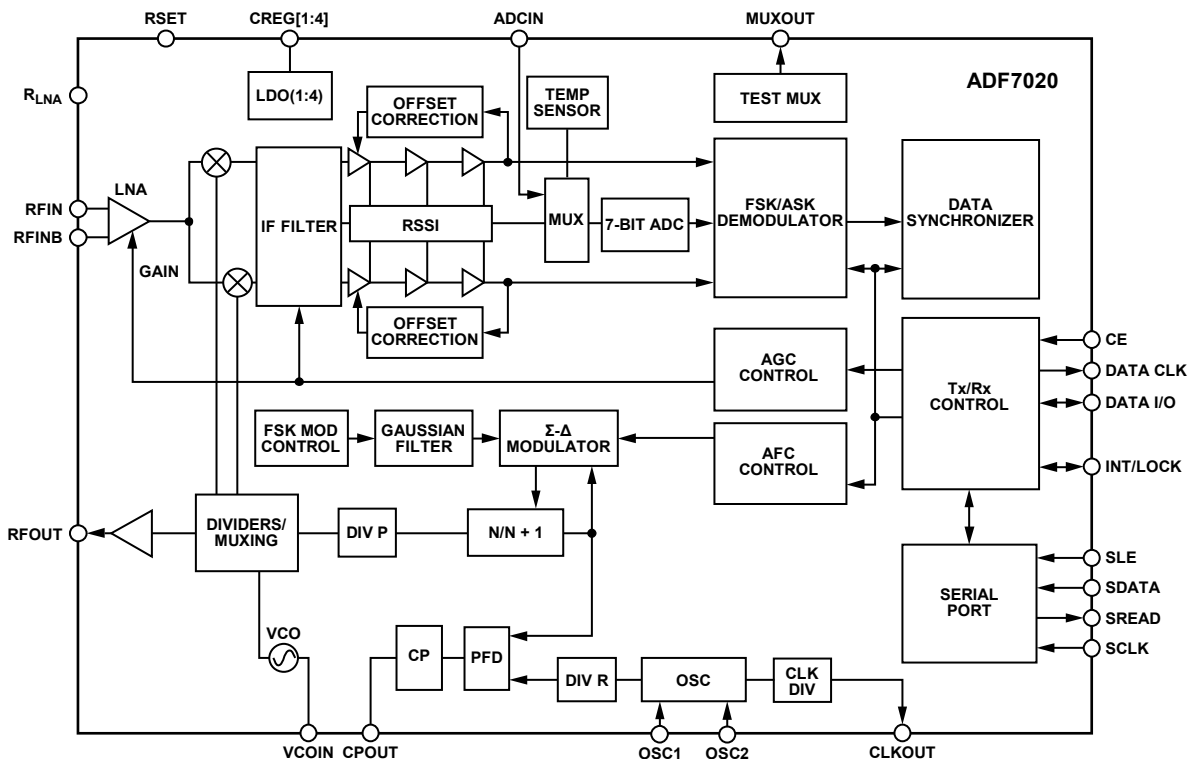 RSET
CREG[1:4]
ADCIN
MUXOUT
ADF7020
RLNA
LDO(1:4)
OFFSET
CORRECTION
TEMP
SENSOR
TEST MUX
LNA
RFIN
RFINB
GAIN
IF FILTER
RSSI
MUX
7-BIT ADC
FSK/ASK
DEMODULATOR
DATA
SYNCHRONIZER
OFFSET
CORRECTION
AGC
CONTROL
Tx/Rx
CONTROL
CE
DATA CLK
DATA I/O
INT/LOCK
FSK MOD
CONTROL
GAUSSIAN
FILTER
Σ-Δ
MODULATOR
AFC
CONTROL
RFOUT
DIVIDERS/
MUXING
DIV P
N/N + 1
SERIAL
PORT
SLE
SDATA
SREAD
SCLK
VCO
CP
PFD
DIV R
OSC
CLK
DIV
VCOIN
CPOUT
OSC1
OSC2
CLKOUT